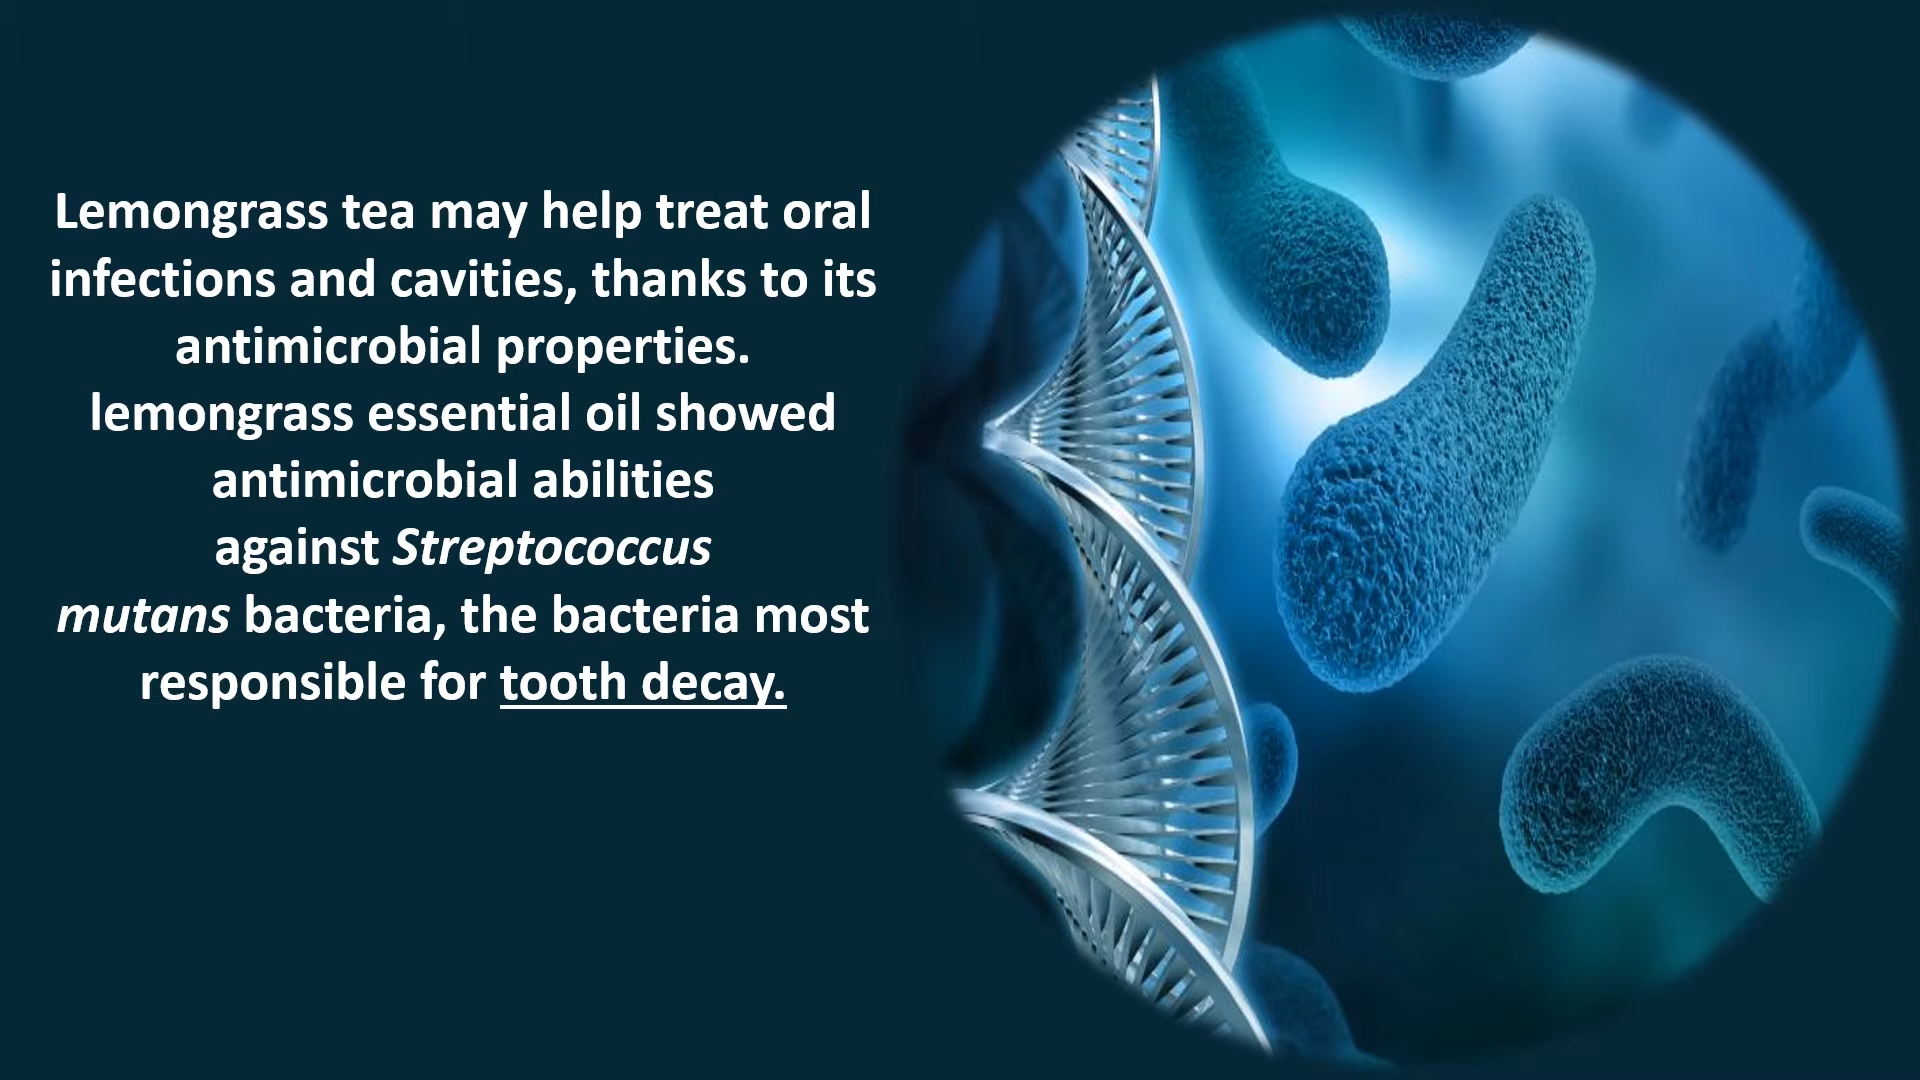 Lemongrass tea may help treat oral
infections and cavities, thanks to its
antimicrobial properties.
lemongrass essential oil showed
antimicrobial abilities
against Streptococcus
mutans bacteria, the bacteria most
responsible for tooth decay.